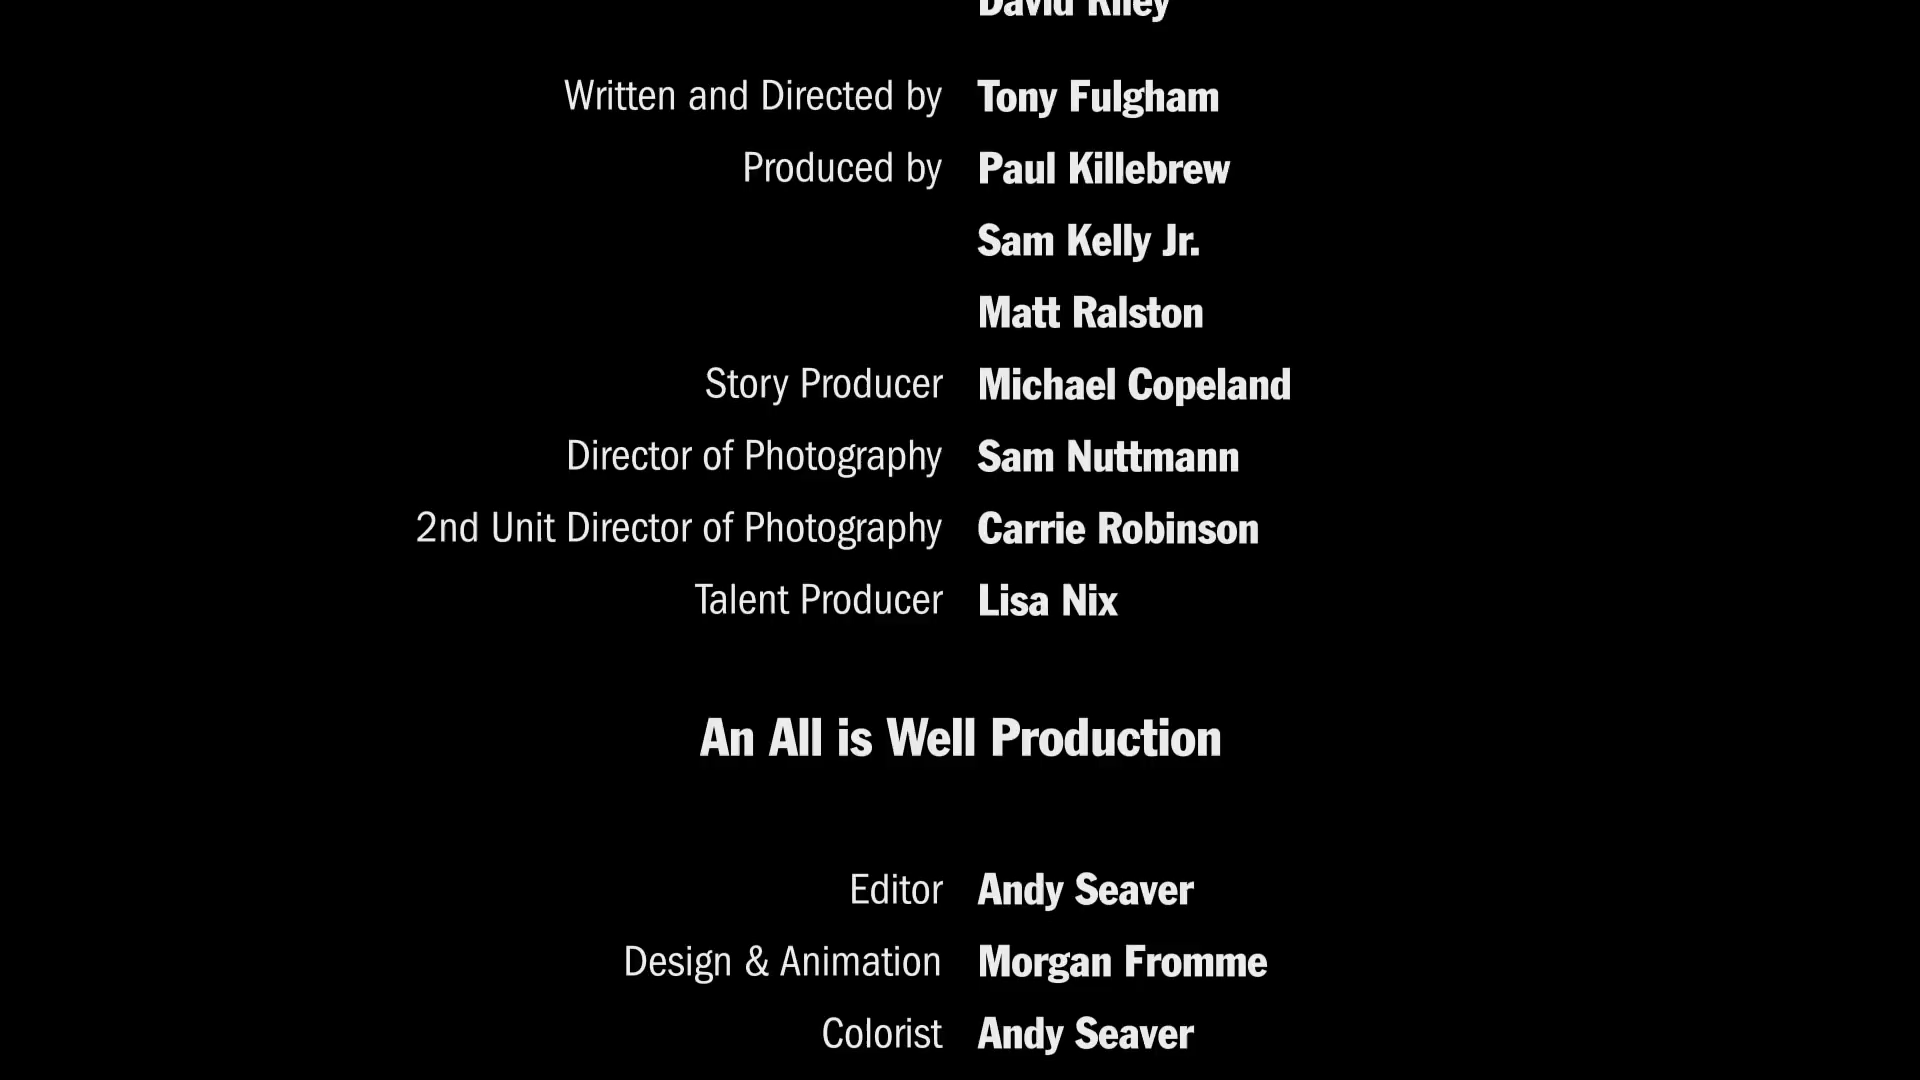 David Riley
Written and Directed by Tony Fulgham
Produced by Paul Killebrew
Sam Kelly Jr.
Matt Ralston
Story Producer Michael Copeland
Director of Photography Sam Nuttmann
2nd Unit Director of Photography Carrie Robinson
Talent Producer Lisa Nix
An All is Well Production
Editor Andy Seaver
Design & Animation Morgan Fromme
Colorist Andy Seaver